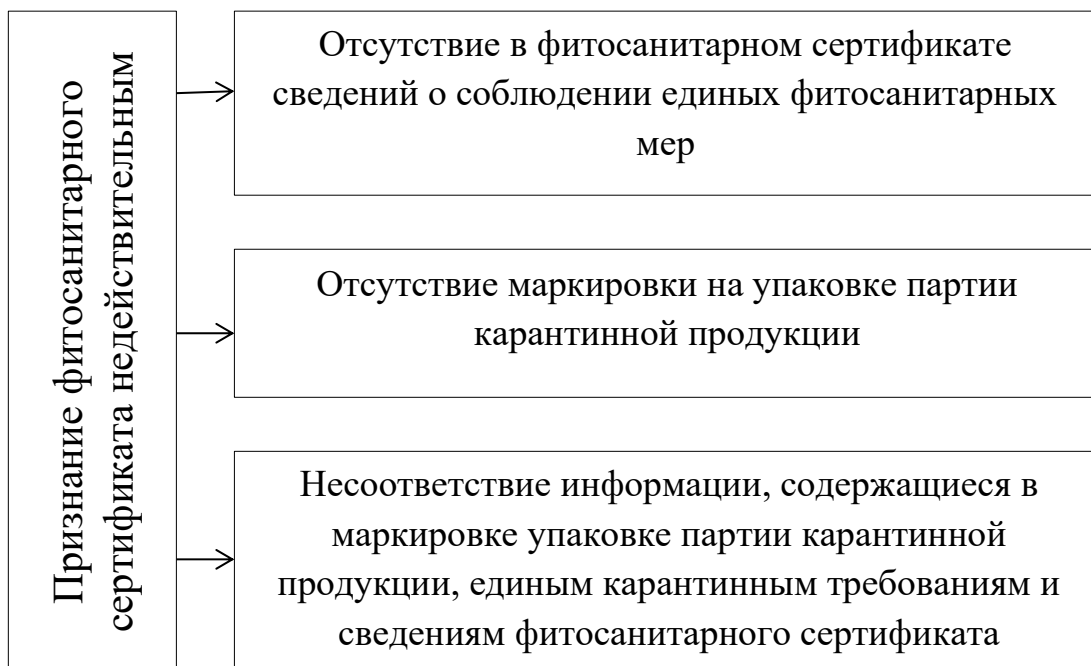 Признание фитосанитарного
сертификата недействительным
Отсутствие в фитосанитарном сертификате
сведений о соблюдении единых фитосанитарных
мер
Отсутствие маркировки на упаковке партии
карантинной продукции
Несоответствие информации, содержащиеся в
маркировке упаковке партии карантинной
продукции, единым карантинным требованиям и
сведениям фитосанитарного сертификата